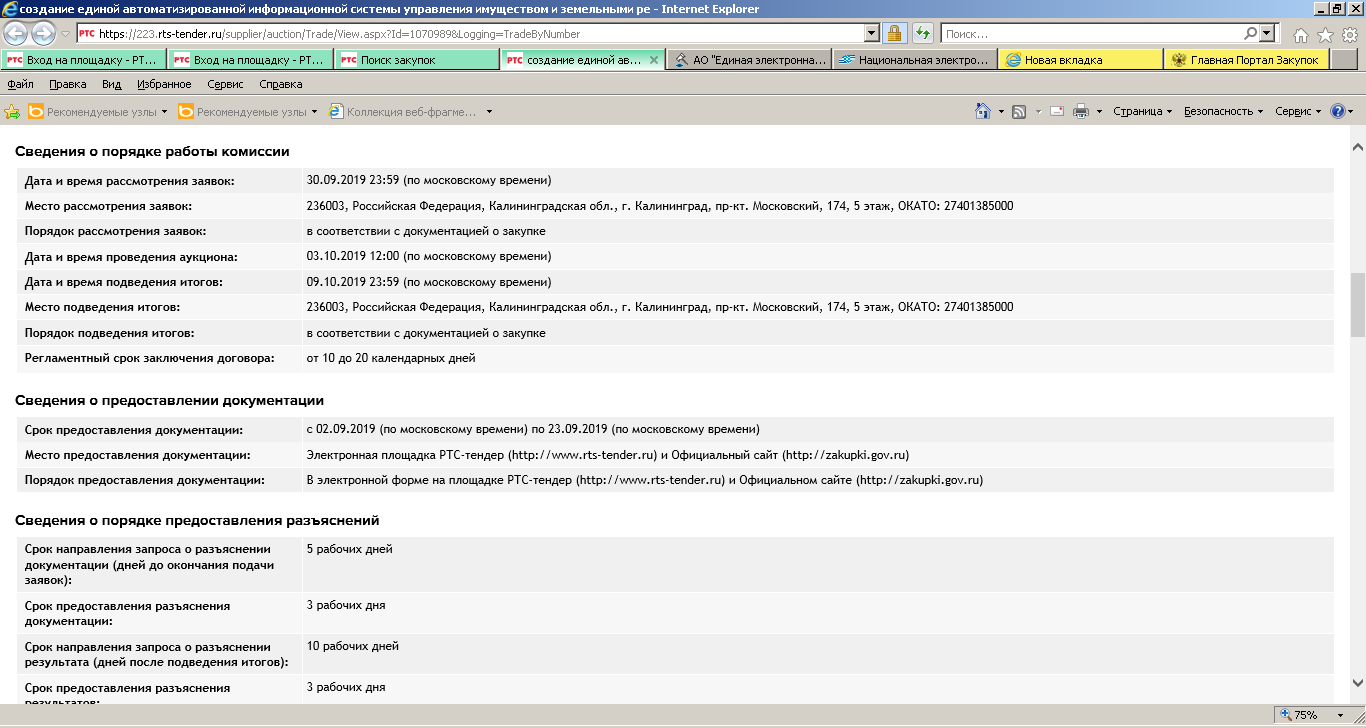 создание единой автоматизированной информационной системы управления имуществом и земельными ре - Internet Explorer
РТС https://223.rts-tender.ru/supplier/auction/Trade/View.aspx?Id=1070989&Logging=TradeByNumber Поиск...
РТС Вход на площадку - РТ... РТС Вход на площадку - РТ... РТС Поиск закупок РТС создание единой ав... АО "Единая электронна... Национальная электро... Новая вкладка Главная Портал Закупок
Файл Правка Вид Избранное Сервис Справка
Рекомендуемые узлы Рекомендуемые узлы Коллекция веб-фрагме... Страница Безопасность Сервис
Сведения о порядке работы комиссии
Дата и время рассмотрения заявок: 30.09.2019 23:59 (по московскому времени)
Место рассмотрения заявок: 236003, Российская Федерация, Калининградская обл., г. Калининград, пр-кт. Московский, 174, 5 этаж, ОКАТО: 27401385000
Порядок рассмотрения заявок: в соответствии с документацией о закупке
Дата и время проведения аукциона: 03.10.2019 12:00 (по московскому времени)
Дата и время подведения итогов: 09.10.2019 23:59 (по московскому времени)
Место подведения итогов: 236003, Российская Федерация, Калининградская обл., г. Калининград, пр-кт. Московский, 174, 5 этаж, ОКАТО: 27401385000
Порядок подведения итогов: в соответствии с документацией о закупке
Регламентный срок заключения договора: от 10 до 20 календарных дней
Сведения о предоставлении документации
Срок предоставления документации: с 02.09.2019 (по московскому времени) по 23.09.2019 (по московскому времени)
Место предоставления документации: Электронная площадка РТС-тендер (http://www.rts-tender.ru) и Официальный сайт (http://zakupki.gov.ru)
Порядок предоставления документации: В электронной форме на площадке РТС-тендер (http://www.rts-tender.ru) и Официальном сайте (http://zakupki.gov.ru)
Сведения о порядке предоставления разъяснений
Срок направления запроса о разъяснении 5 рабочих дней
документации (дней до окончания подачи
заявок):
Срок предоставления разъяснения 3 рабочих дня
документации:
Срок направления запроса о разъяснении 10 рабочих дней
результата (дней после подведения итогов):
Срок предоставления разъяснения 3 рабочих дня
результатов:
75%